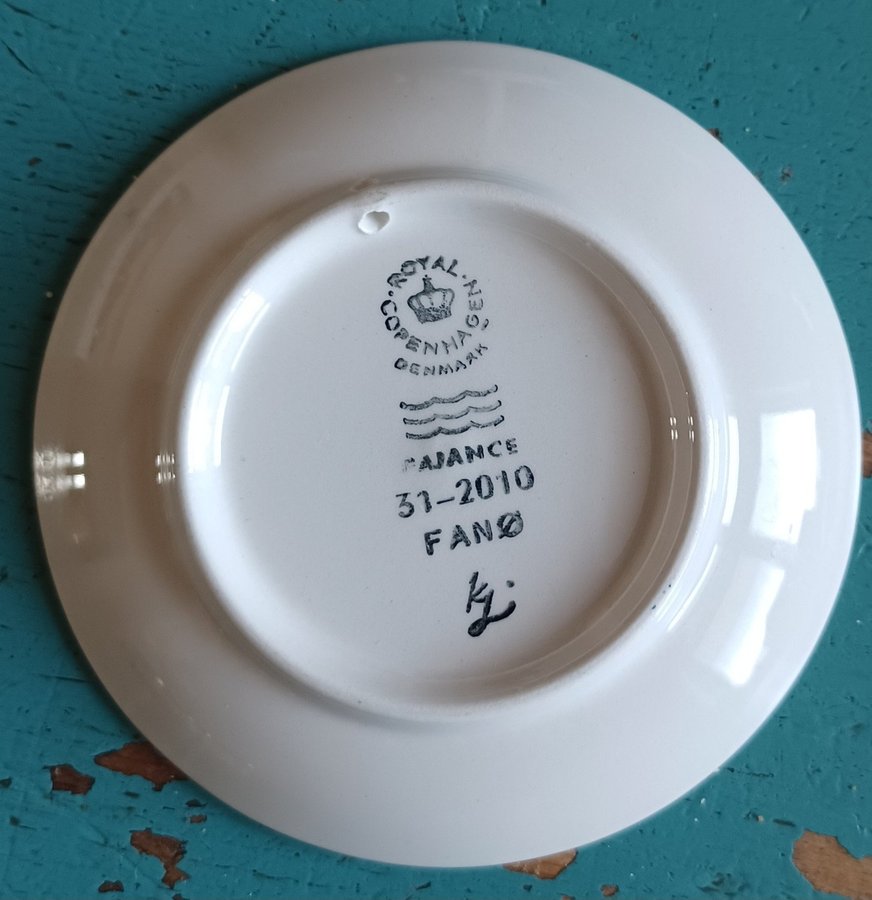 ROYAL
COPENHAGEN
DENMARK
FAJANCE
31-2010
FANØ